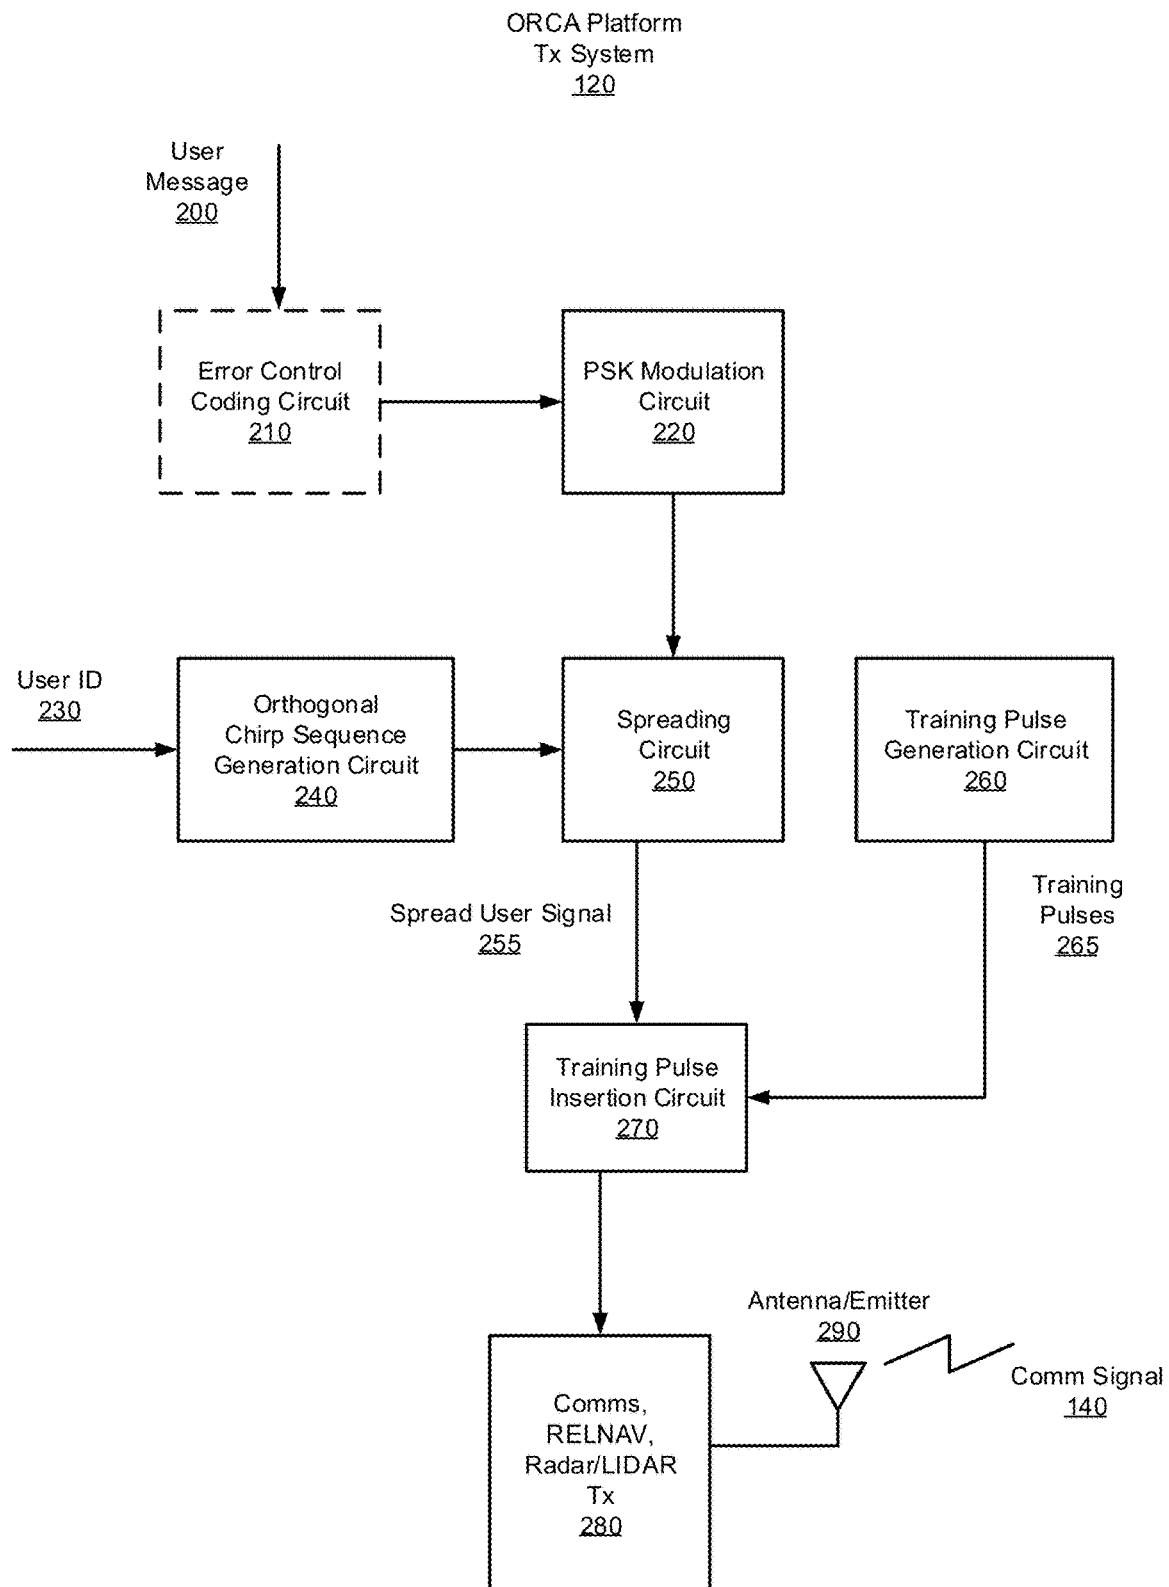 ORCA Platform
Tx System
120
User
Message
200
Error Control
Coding Circuit
210
PSK Modulation
Circuit
220
User ID
230
Orthogonal
Chirp Sequence
Generation Circuit
240
Spreading
Circuit
250
Training Pulse
Generation Circuit
260
Spread User Signal
255
Training
Pulses
265
Training Pulse
Insertion Circuit
270
Antenna/Emitter
290
Comm Signal
140
Comms,
RELNAV,
Radar/LIDAR
Tx
280